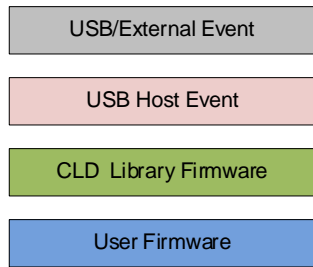 USB/External Event
USB Host Event
CLD Library Firmware
User Firmware